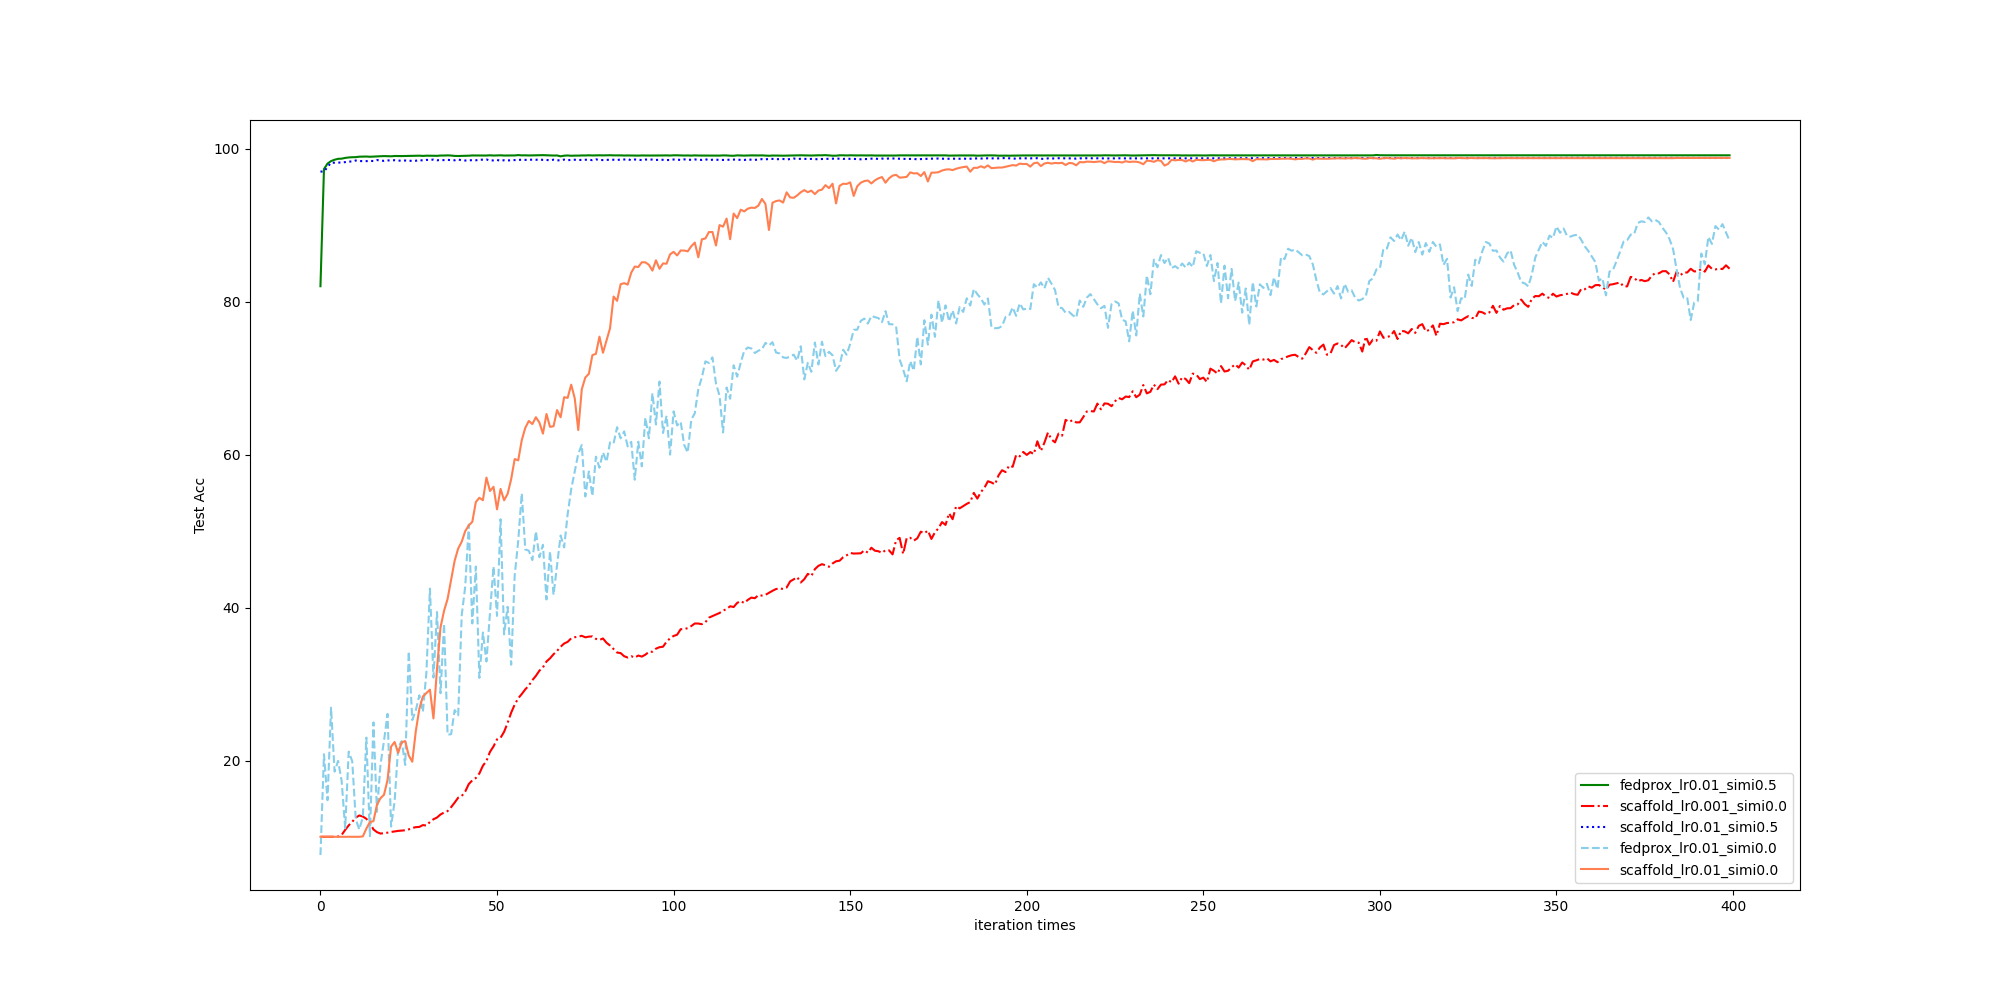 100
80
60
40
20
Test Acc
0 50 100 150 200 250 300 350 400
iteration times
fedprox_lr0.01_simi0.5
scaffold_lr0.001_simi0.0
scaffold_lr0.01_simi0.5
fedprox_lr0.01_simi0.0
scaffold_lr0.01_simi0.0